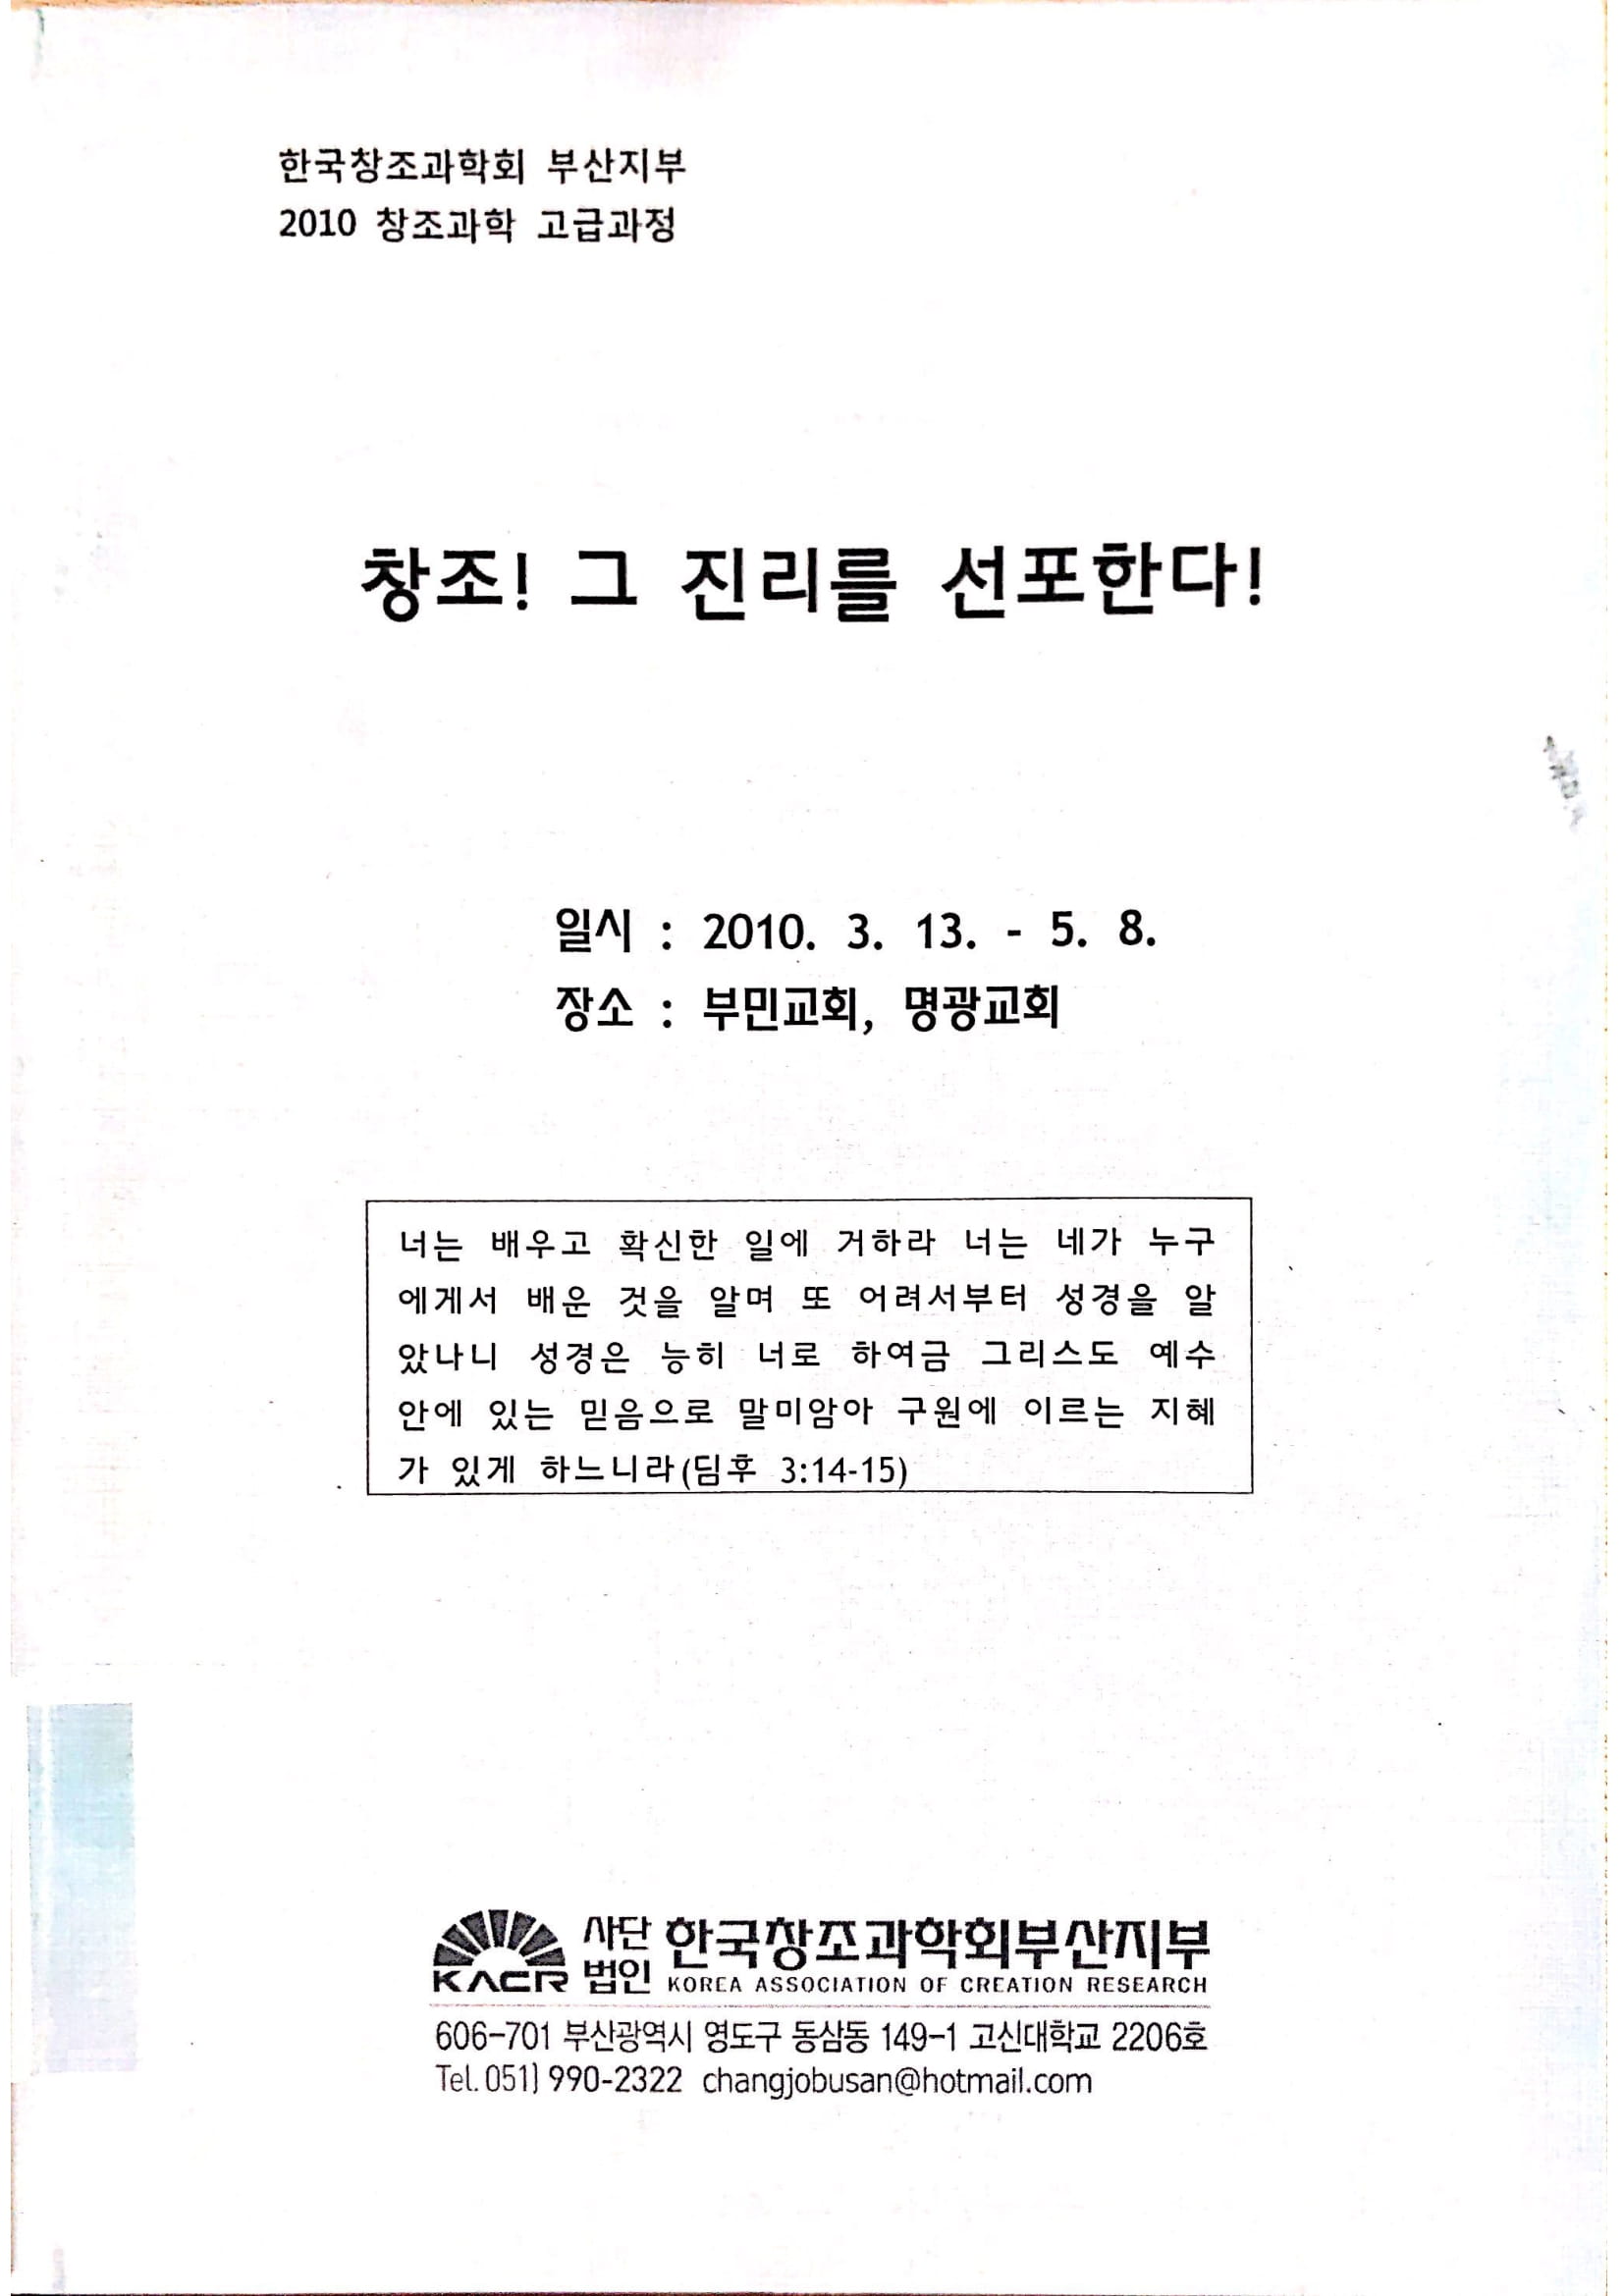 한국창조과학회 부산지부
2010 창조과학 고급과정
창조! 그 진리를 선포한다!
일시 : 2010. 3. 13. - 5. 8.
장소 : 부민교회, 명광교회
너는 배우고 확신한 일에 거하라 너는 네가 누구
에게서 배운 것을 알며 또 어려서부터 성경을 알
았나니 성경은 능히 너로 하여금 그리스도 예수
안에 있는 믿음으로 말미암아 구원에 이르는 지혜
가 있게 하느니라(딤후 3:14-15)
KACR 사단법인 한국창조과학회부산지부
KOREA ASSOCIATION OF CREATION RESEARCH
606-701 부산광역시 영도구 동삼동 149-1 고신대학교 2206호
Tel. 051) 990-2322 changjobusan@hotmail.com